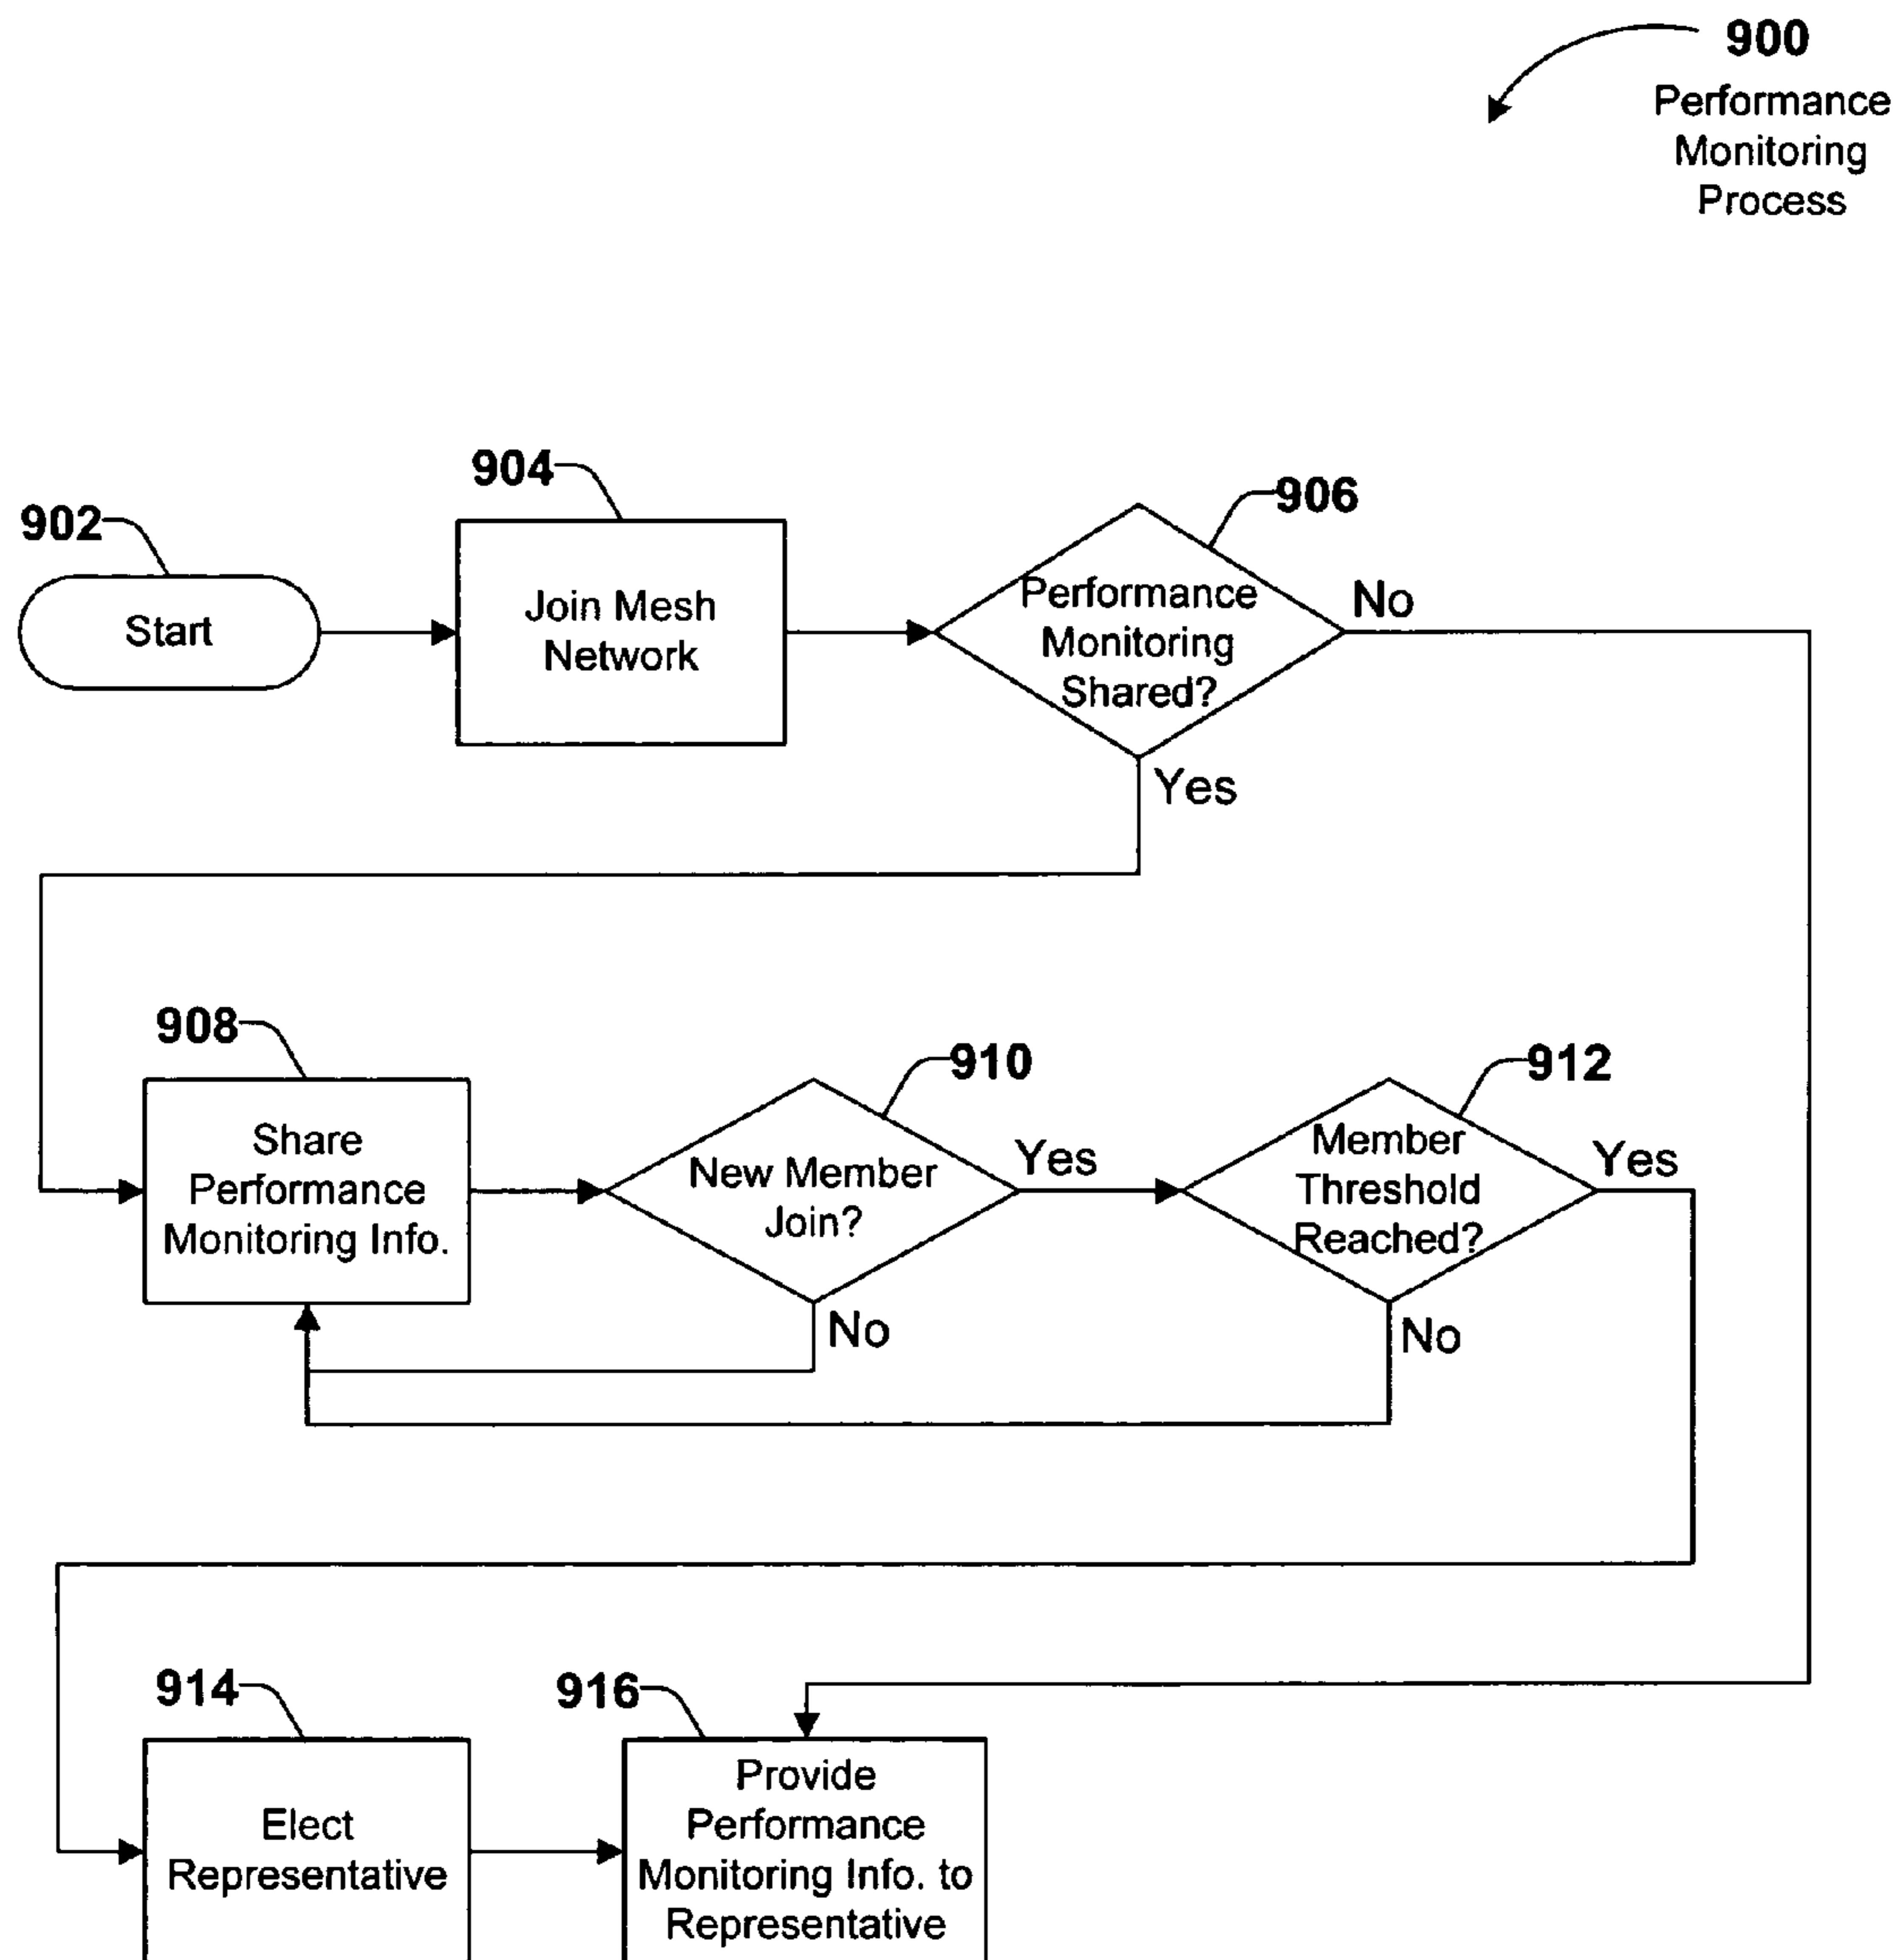 900
Performance
Monitoring
Process
904
906
902
Start
Join Mesh
Network
Performance
Monitoring
Shared?
No
Yes
908
910
912
Share
Performance
Monitoring Info.
New Member
Join?
Yes
Member
Threshold
Reached?
Yes
No
No
914
916
Elect
Representative
Provide
Performance
Monitoring Info. to
Representative